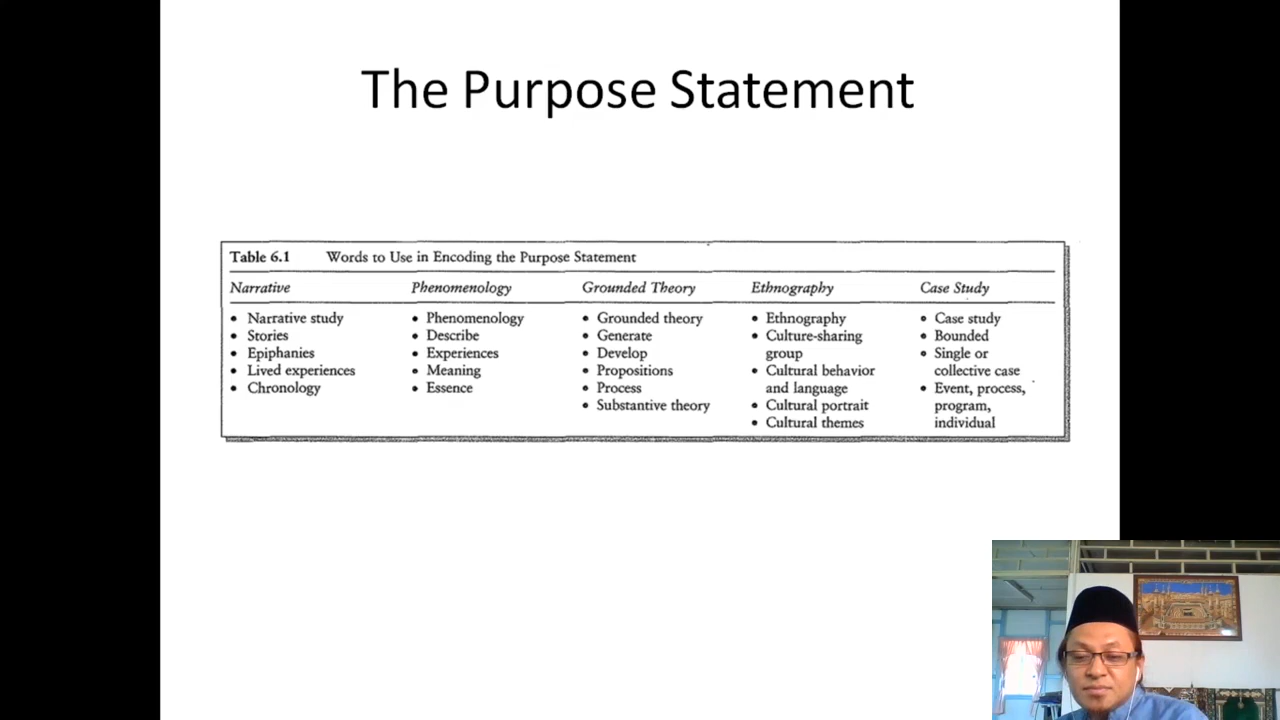 The Purpose Statement
Table 6.1 Words to Use in Encoding the Purpose Statement
Narrative Phenomenology Grounded Theory Ethnography Case Study
• Narrative study
• Stories
• Epiphanies
• Lived experiences
• Chronology
• Phenomenology
• Describe
• Experiences
• Meaning
• Essence
• Grounded theory
• Generate
• Develop
• Propositions
• Process
• Substantive theory
• Ethnography
• Culture-sharing
group
• Cultural behavior
and language
• Cultural portrait
• Cultural themes
• Case study
• Bounded
• Single or
collective case
• Event, process,
program,
individual